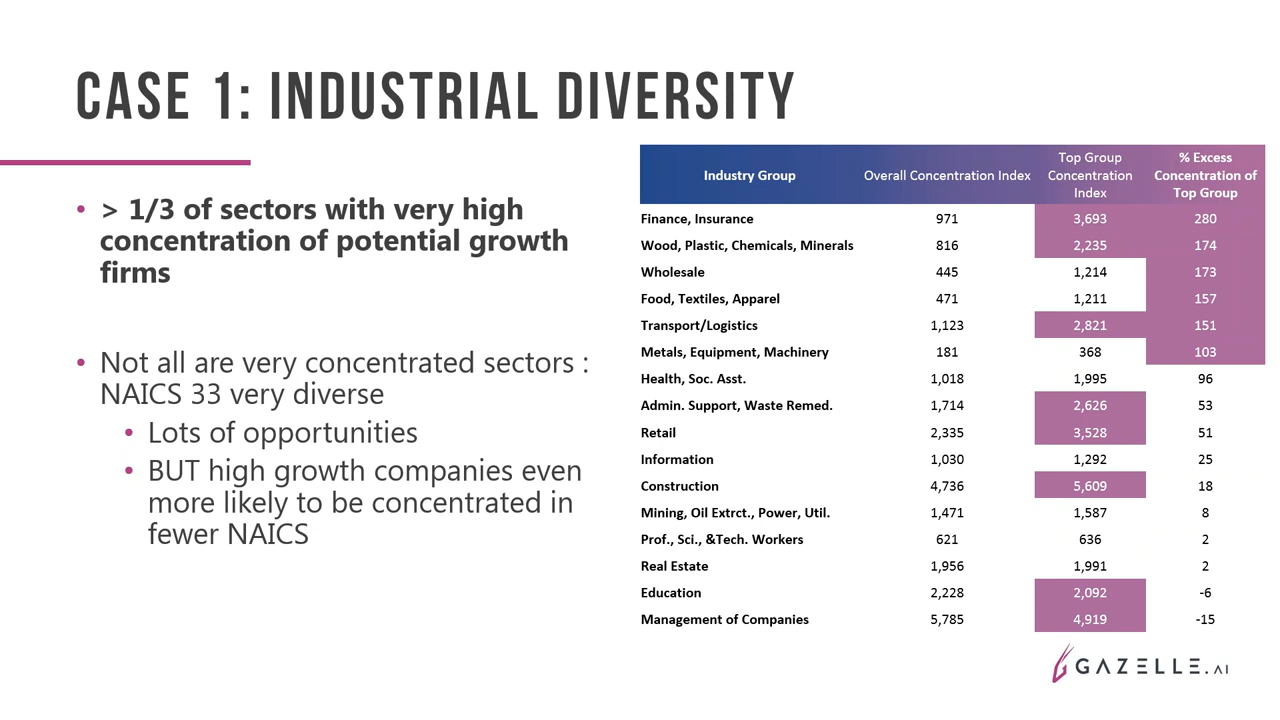 CASE 1: INDUSTRIAL DIVERSITY
• > 1/3 of sectors with very high
concentration of potential growth
firms
• Not all are very concentrated sectors :
NAICS 33 very diverse
• Lots of opportunities
• BUT high growth companies even
more likely to be concentrated in
fewer NAICS
Industry Group Overall Concentration Index Top Group Concentration Index % Excess Concentration of Top Group
Finance, Insurance 971 3,693 280
Wood, Plastic, Chemicals, Minerals 816 2,235 174
Wholesale 445 1,214 173
Food, Textiles, Apparel 471 1,211 157
Transport/Logistics 1,123 2,821 151
Metals, Equipment, Machinery 181 368 103
Health, Soc. Asst. 1,018 1,995 96
Admin. Support, Waste Remed. 1,714 2,626 53
Retail 2,335 3,528 51
Information 1,030 1,292 25
Construction 4,736 5,609 18
Mining, Oil Extrct., Power, Util. 1,471 1,587 8
Prof., Sci., &Tech. Workers 621 636 2
Real Estate 1,956 1,991 2
Education 2,228 2,092 -6
Management of Companies 5,785 4,919 -15
GAZELLE.AI